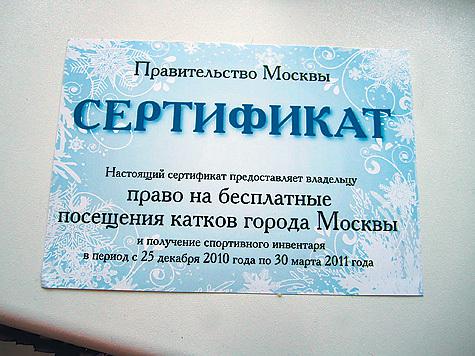 Правительство Москвы
СЕРТИФИКАТ
Настоящий сертификат предоставляет владельцу
право на бесплатные
посещения катков города Москвы
и получение спортивного инвентаря
в период с 25 декабря 2010 года по 30 марта 2011 года